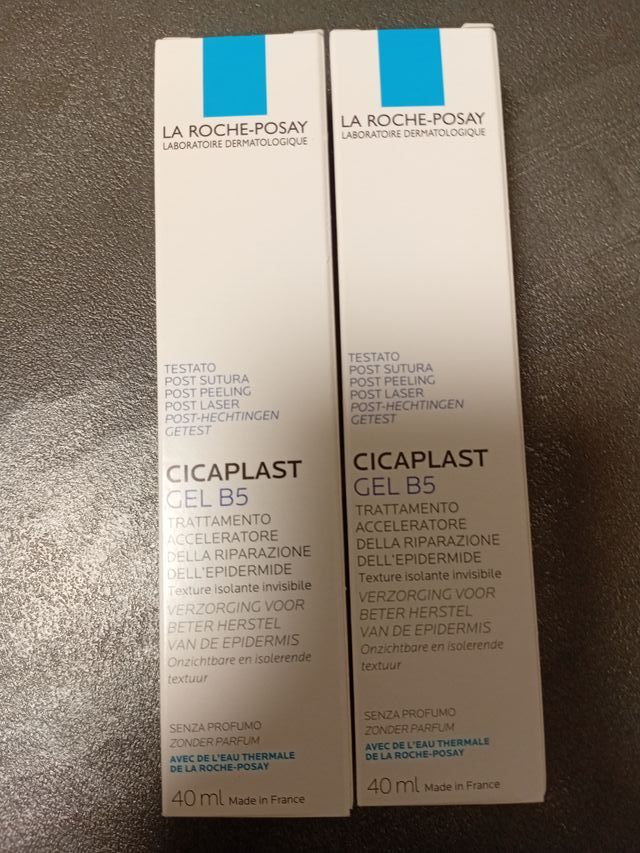 LA ROCHE-POSAY
LABORATOIRE DERMATOLOGIQUE
TESTATO
POST SUTURA
POST PEELING
POST LASER
POST-HECHTINGEN
GETEST
CICAPLAST
GEL B5
TRATTAMENTO
ACCELERATORE
DELLA RIPARAZIONE
DELL'EPIDERMIDE
Texture isolante invisibile
VERZORGING VOOR
BETER HERSTEL
VAN DE EPIDERMIS
Onzichtbare en isolerende
textuur
SENZA PROFUMO
ZONDER PARFUM
AVEC DE L'EAU THERMALE
DE LA ROCHE-POSAY
40 ml Made in France
LA ROCHE-POSAY
LABORATOIRE DERMATOLOGIQUE
TESTATO
POST SUTURA
POST PEELING
POST LASER
POST-HECHTINGEN
GETEST
CICAPLAST
GEL B5
TRATTAMENTO
ACCELERATORE
DELLA RIPARAZIONE
DELL'EPIDERMIDE
Texture isolante invisibile
VERZORGING VOOR
BETER HERSTEL
VAN DE EPIDERMIS
Onzichtbare en isolerende
textuur
SENZA PROFUMO
ZONDER PARFUM
AVEC DE L'EAU THERMALE
DE LA ROCHE-POSAY
40 ml Made in France